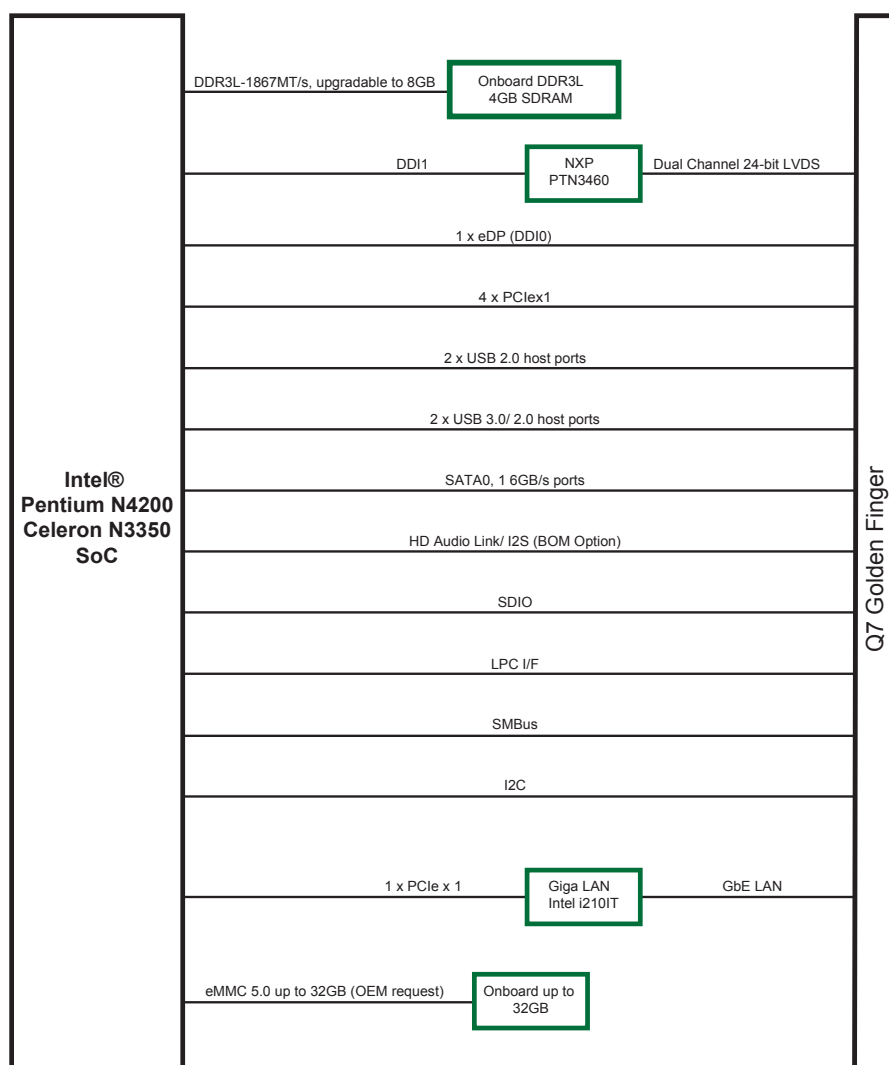 DDR3L-1867MT/s, upgradable to 8GB
Onboard DDR3L
4GB SDRAM
DDI1
NXP
PTN3460
Dual Channel 24-bit LVDS
1 x eDP (DDI0)
4 x PCIex1
2 x USB 2.0 host ports
2 x USB 3.0/ 2.0 host ports
Intel®
Pentium N4200
Celeron N3350
SoC
SATA0, 1 6GB/s ports
HD Audio Link/ I2S (BOM Option)
SDIO
LPC I/F
SMBus
I2C
Q7 Golden Finger
1 x PCIe x 1
Giga LAN
Intel i210IT
GbE LAN
eMMC 5.0 up to 32GB (OEM request)
Onboard up to
32GB